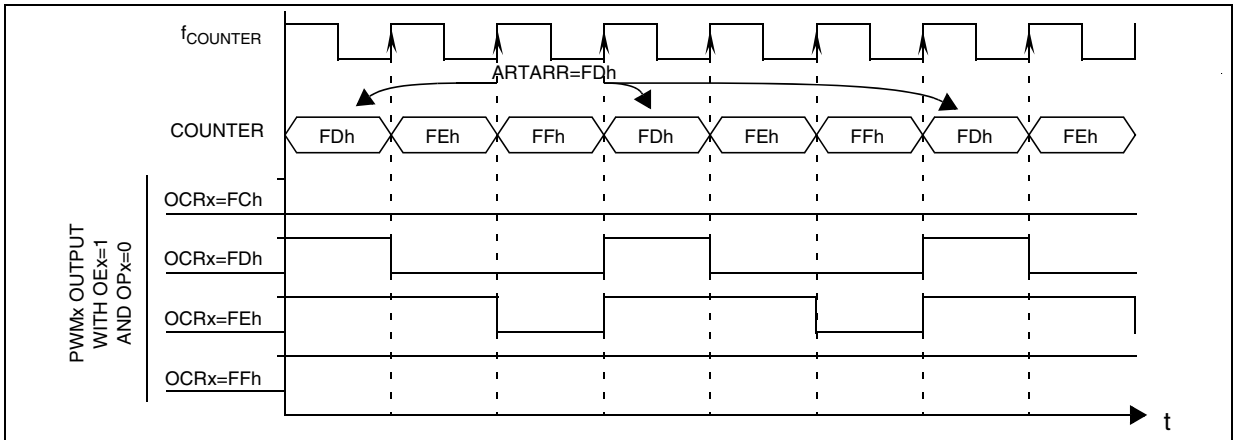 fCOUNTER
ARTARR=FDh
COUNTER
FDh FEh FFh FDh FEh FFh FDh FEh
PWMx OUTPUT
WITH OEx=1
AND OPx=0
OCRx=FCh
OCRx=FDh
OCRx=FEh
OCRx=FFh
t